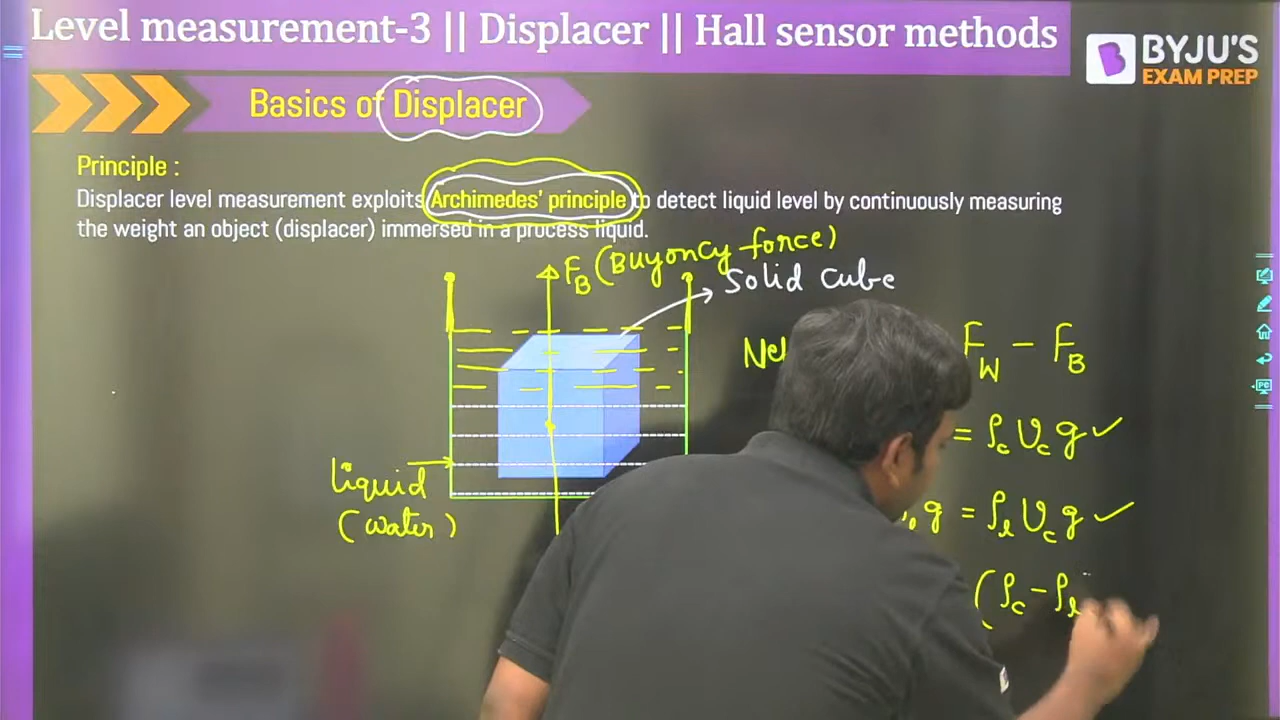 Level measurement-3 || Displacer || Hall sensor methods
BYJU'S
EXAM PREP
Basics of Displacer
Principle :
Displacer level measurement exploits Archimedes' principle to detect liquid level by continuously measuring
the weight an object (displacer) immersed in a process liquid.
F_B (Buyoncy force)
Solid cube
F_W - F_B
= ρ_c V_c g ✓
Liquid
(water)
g = ρ_l V_c g ✓
(ρ_c - ρ_l